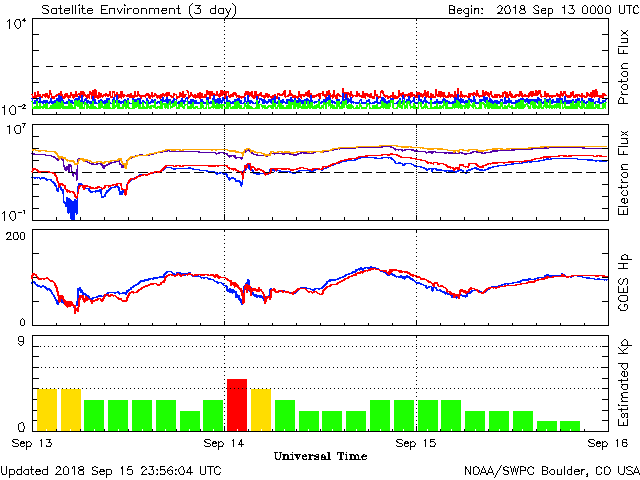 Satellite Environment (3 day)
Begin: 2018 Sep 13 0000 UTC
10^4
10^-2
Proton Flux
10^7
10^-1
Electron Flux
200
0
GOES Hp
9
0
Estimated Kp
Sep 13 Sep 14 Sep 15 Sep 16
Universal Time
Updated 2018 Sep 15 23:56:04 UTC
NOAA/SWPC Boulder, CO USA